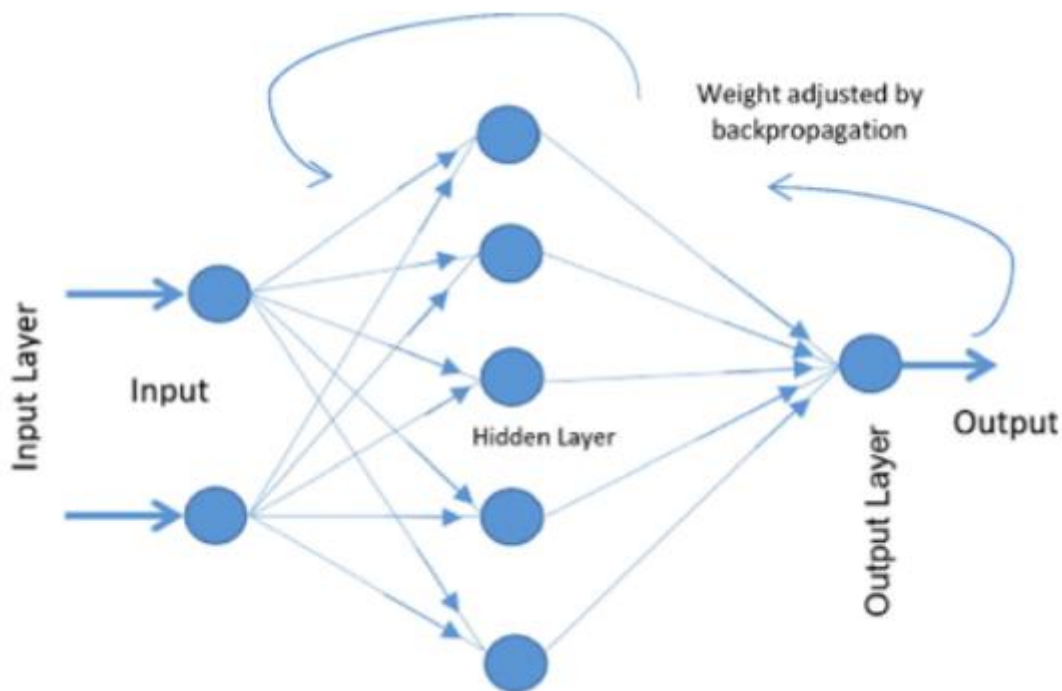 Weight adjusted by
backpropagation
Input Layer
Input
Hidden Layer
Output Layer
Output